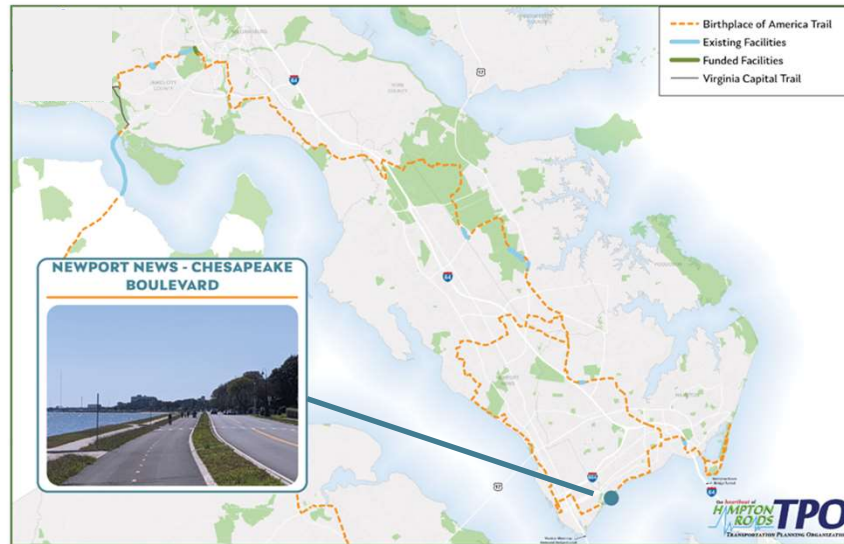 Birthplace of America Trail
Existing Facilities
Funded Facilities
Virginia Capital Trail
NEWPORT NEWS - CHESAPEAKE
BOULEVARD
64
17
64
17
664
64
the heartbeat of
HAMPTON
ROADS
TPO
TRANSPORTATION PLANNING ORGANIZATION